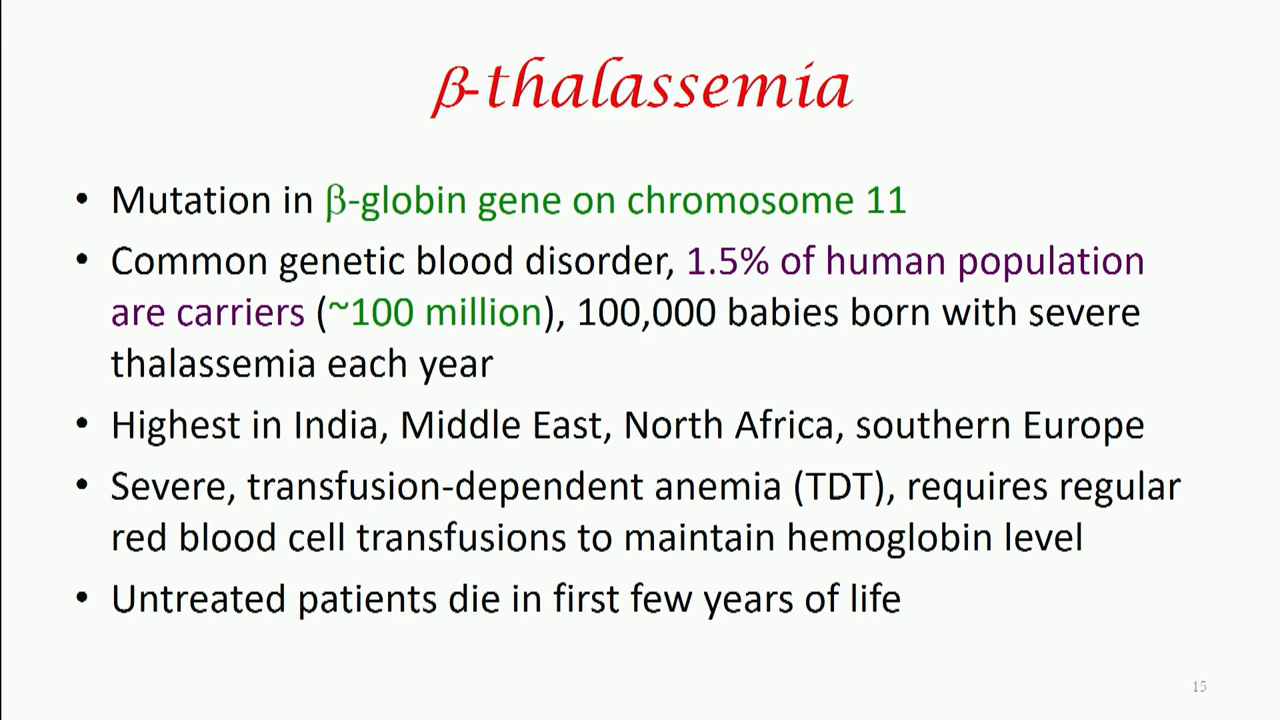 β-thalassemia
• Mutation in β-globin gene on chromosome 11
• Common genetic blood disorder, 1.5% of human population
are carriers (~100 million), 100,000 babies born with severe
thalassemia each year
• Highest in India, Middle East, North Africa, southern Europe
• Severe, transfusion-dependent anemia (TDT), requires regular
red blood cell transfusions to maintain hemoglobin level
• Untreated patients die in first few years of life
15